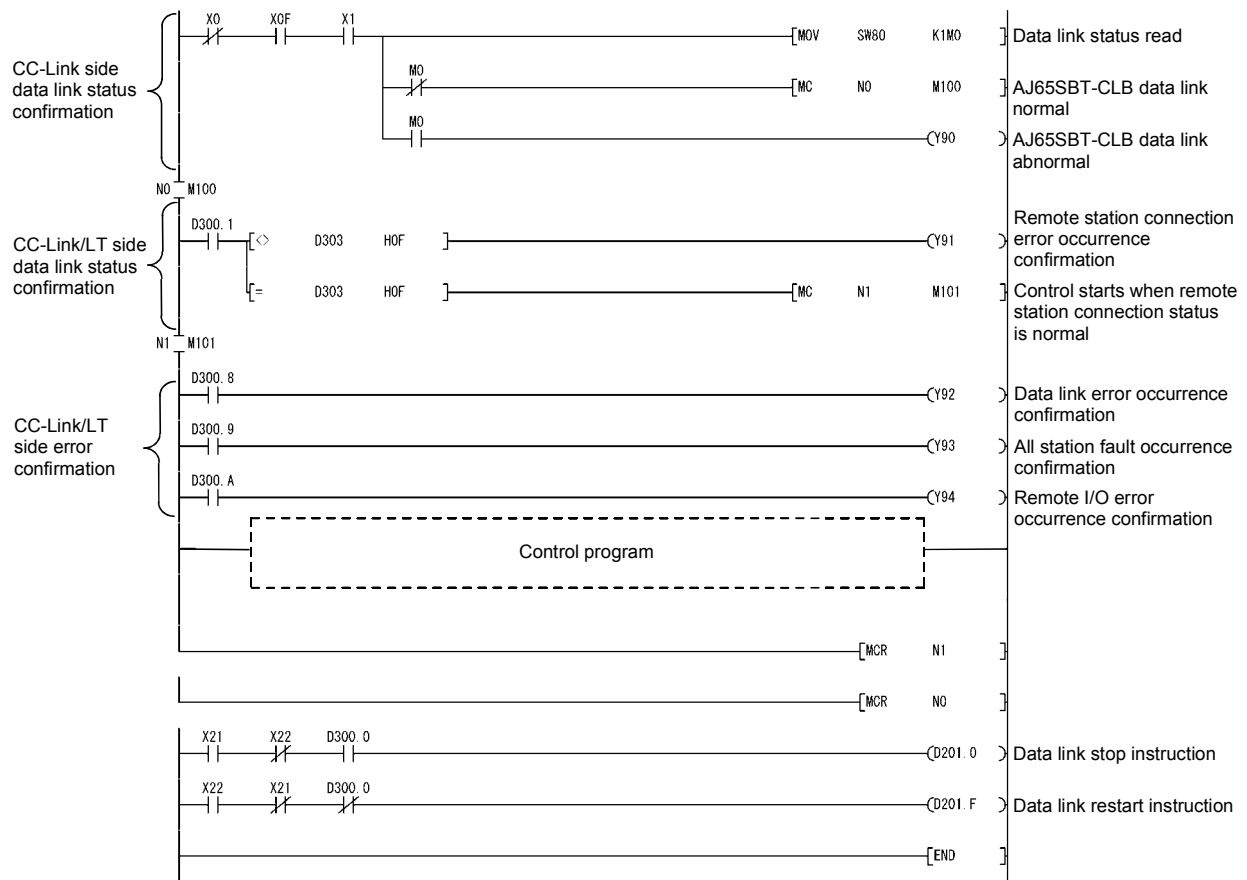 X0 X0F X1
[MOV SW80 K1M0 ] Data link status read
CC-Link side
data link status
confirmation
M0
[MC N0 M100 ] AJ65SBT-CLB data link
normal
M0
(Y90 ) AJ65SBT-CLB data link
abnormal
N0 M100
D300.1
[<> D303 H0F ] (Y91 ) Remote station connection
error occurrence
confirmation
CC-Link/LT side
data link status
confirmation
[= D303 H0F ] [MC N1 M101 ] Control starts when remote
station connection status
is normal
N1 M101
D300.8
(Y92 ) Data link error occurrence
confirmation
CC-Link/LT
side error
confirmation
D300.9
(Y93 ) All station fault occurrence
confirmation
D300.A
(Y94 ) Remote I/O error
occurrence confirmation
Control program
[MCR N1 ]
[MCR N0 ]
X21 X22 D300.0
(D201.0 ) Data link stop instruction
X22 X21 D300.0
(D201.F ) Data link restart instruction
[END ]